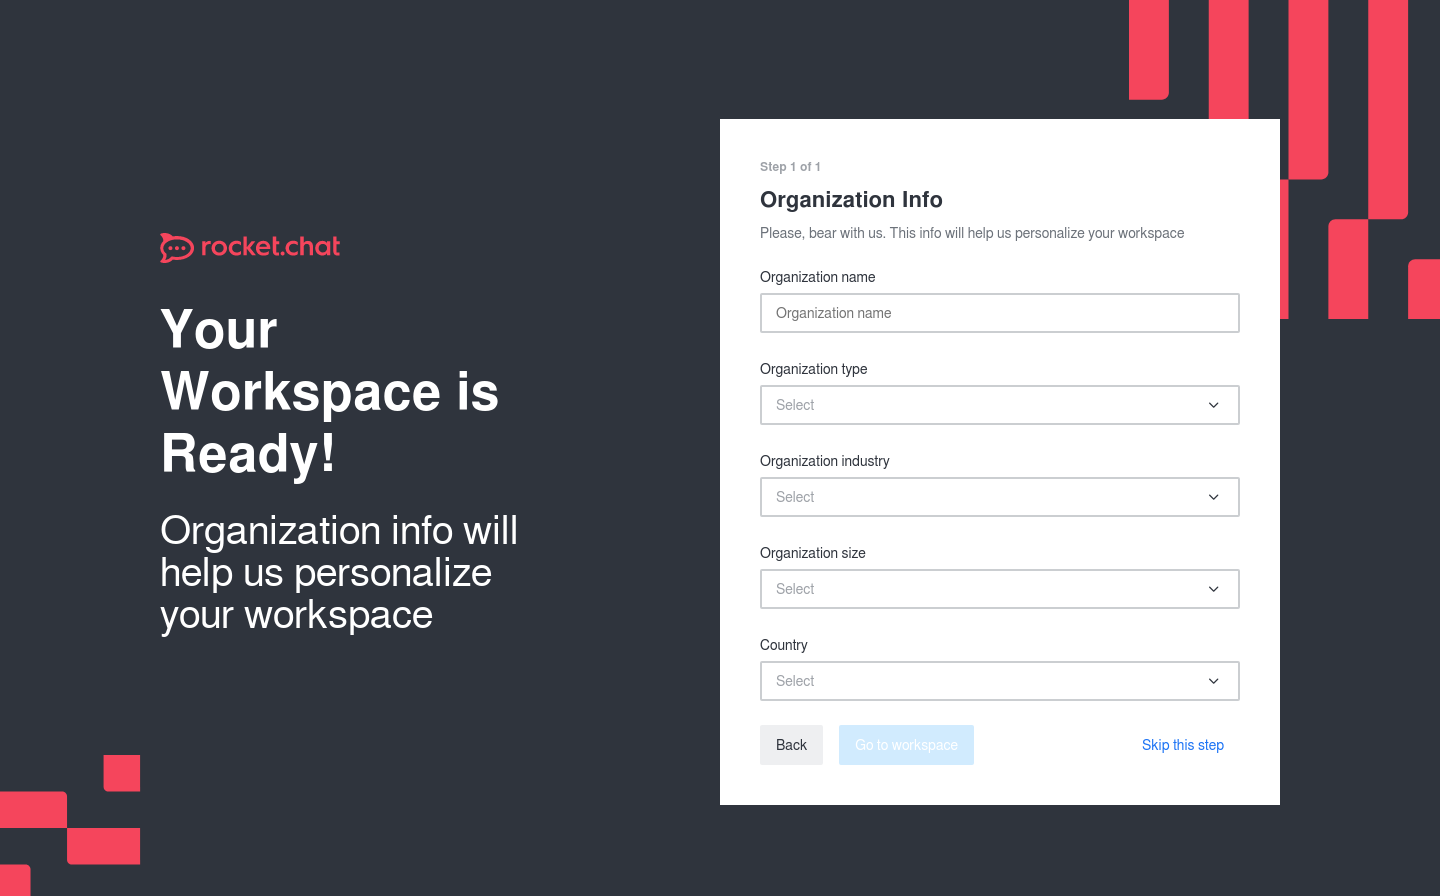 rocket.chat
Your
Workspace is
Ready!
Organization info will
help us personalize
your workspace
Step 1 of 1
Organization Info
Please, bear with us. This info will help us personalize your workspace
Organization name
Organization name
Organization type
Select
Organization industry
Select
Organization size
Select
Country
Select
Back
Go to workspace
Skip this step